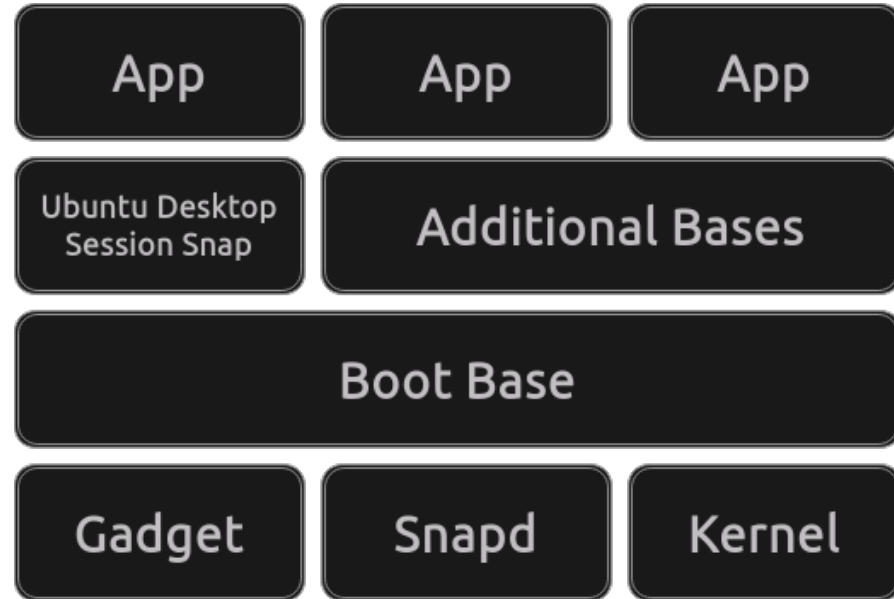 App
App
App
Ubuntu Desktop
Session Snap
Additional Bases
Boot Base
Gadget
Snapd
Kernel